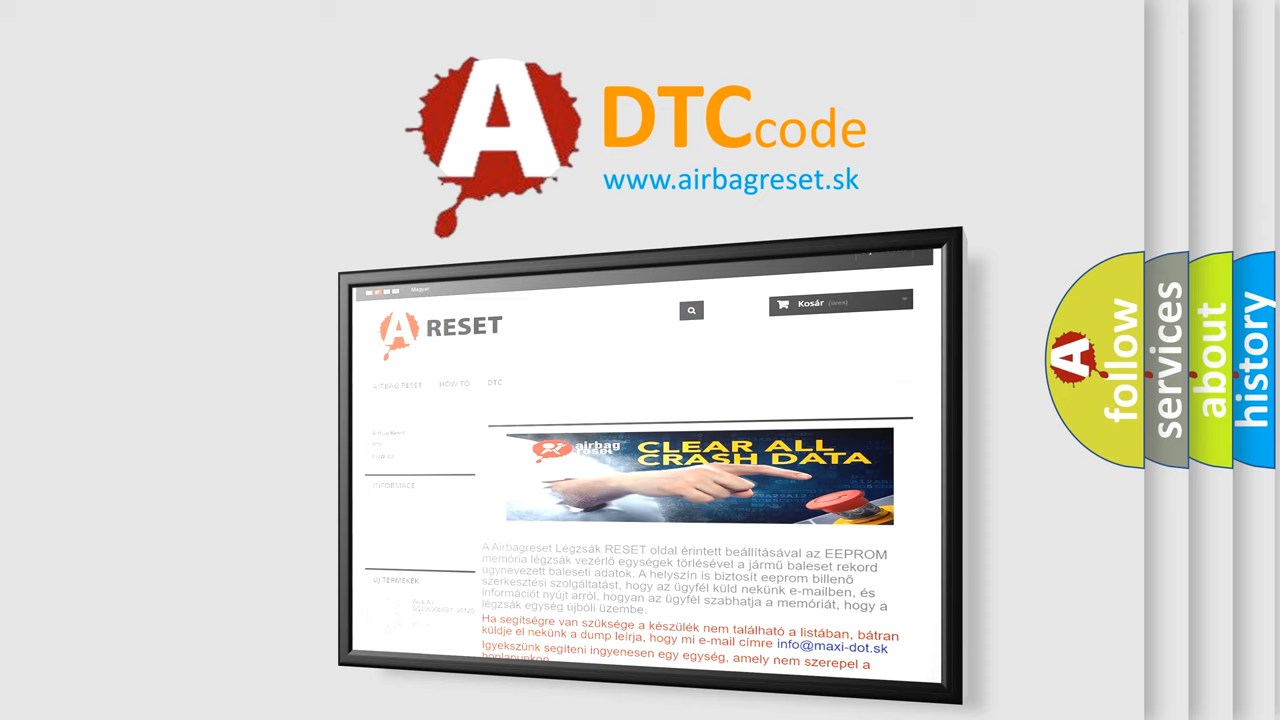 A
DTCcode
www.airbagreset.sk
Magyar
A RESET
Kosár (üres)
AIRBAG RESET HOW TO DTC
INFORMACE
airbag
reset
CLEAR ALL
CRASH DATA
A Airbagreset Légzsák RESET oldal érintett beállításával az EEPROM
memória légzsák vezérlő egységek törlésével a jármű baleset rekord
úgynevezett baleseti adatok. A helyszín is biztosít eeprom billenő
szerkesztési szolgáltatást, hogy az ügyfél küld nekünk e-mailben, és
információt nyújt arról, hogyan az ügyfél szabhatja a memóriát, hogy a
légzsák egység újbóli üzembe.
Ha segítségre van szüksége a készülék nem található a listában, bátran
küldje el nekünk a dump leírja, hogy mi e-mail címre info@maxi-dot.sk
Igyekszünk segíteni ingyenesen egy egység, amely nem szerepel a
honlapunkon
ÚJ TERMÉKEK
A
follow
services
about
history